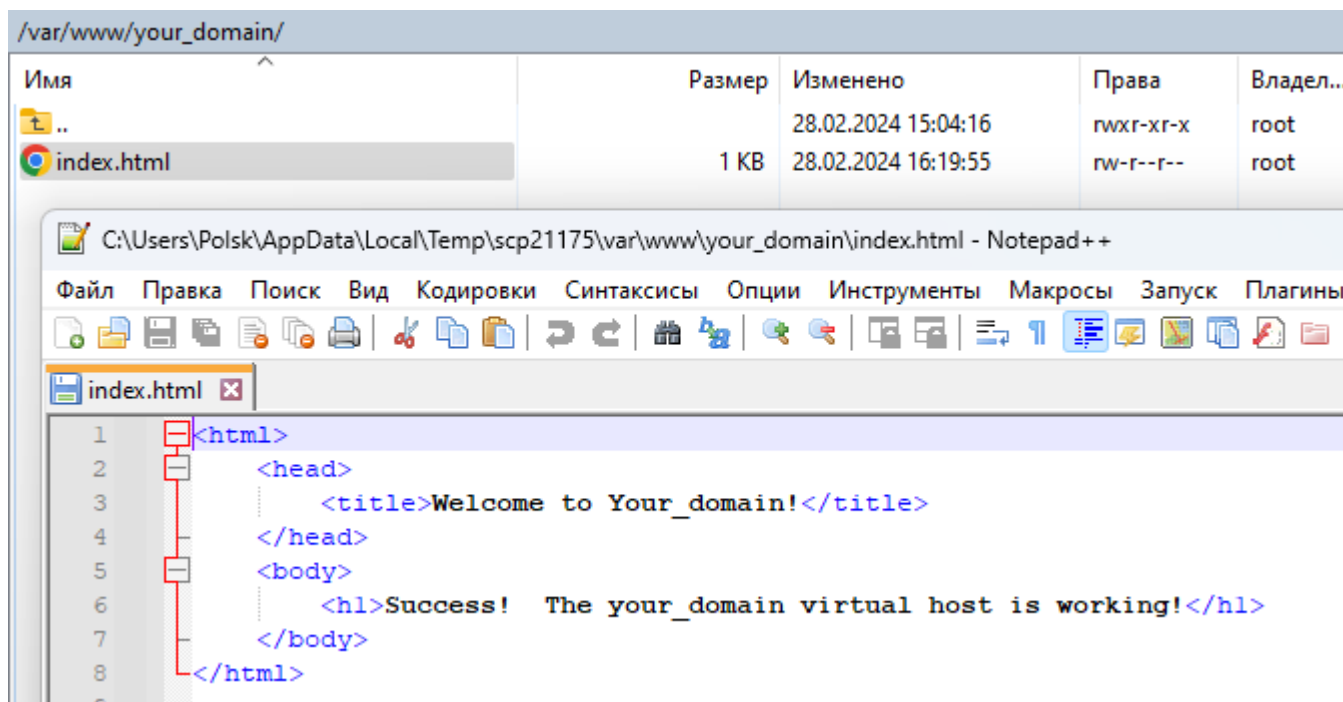 /var/www/your_domain/
Имя Размер Изменено Права Владел...
.. 28.02.2024 15:04:16 rwxr-xr-x root
index.html 1 KB 28.02.2024 16:19:55 rw-r--r-- root
C:\Users\Polsk\AppData\Local\Temp\scp21175\var\www\your_domain\index.html - Notepad++
Файл Правка Поиск Вид Кодировки Синтаксисы Опции Инструменты Макросы Запуск Плагины
index.html
1 <html>
2 <head>
3 <title>Welcome to Your_domain!</title>
4 </head>
5 <body>
6 <h1>Success!  The your_domain virtual host is working!</h1>
7 </body>
8 </html>